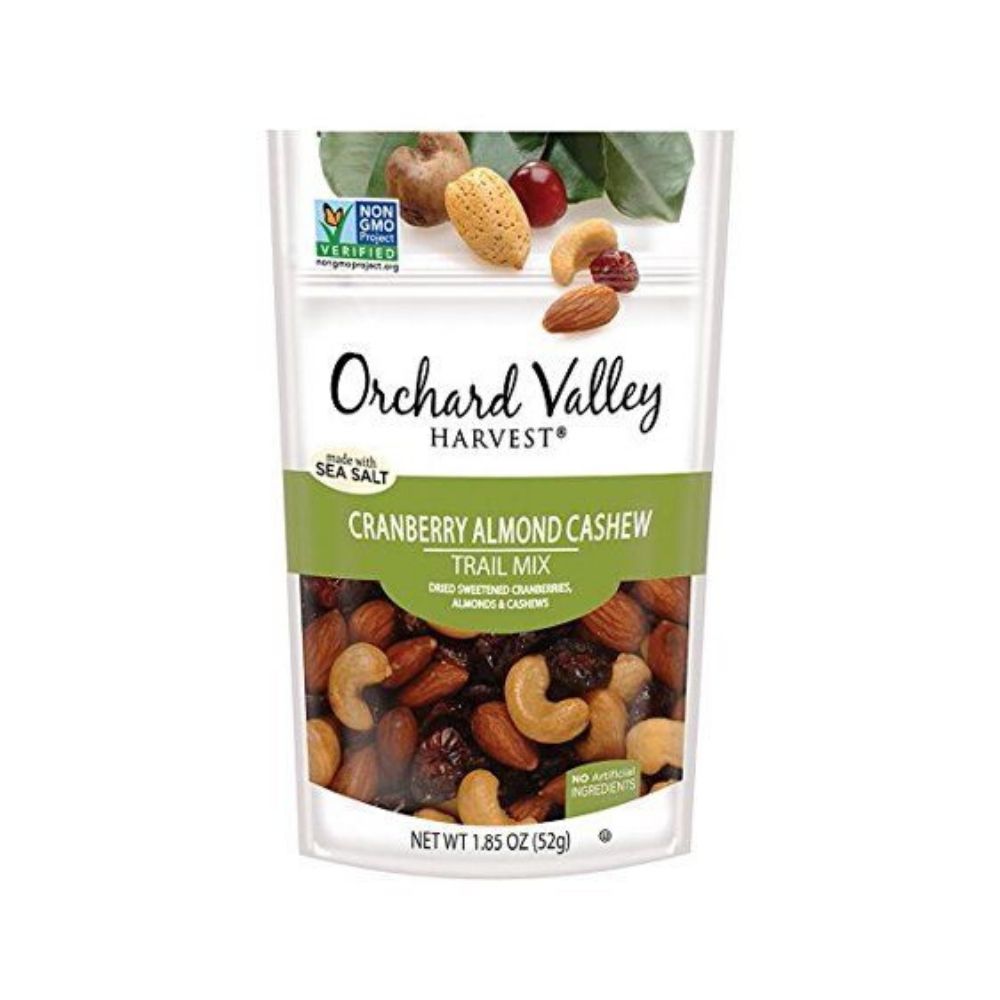 NON
GMO
Project
VERIFIED
nongmoproject.org
Orchard Valley
HARVEST®
made with
SEA SALT
CRANBERRY ALMOND CASHEW
TRAIL MIX
DRIED SWEETENED CRANBERRIES,
ALMONDS & CASHEWS
NO Artificial
INGREDIENTS
NET WT 1.85 OZ (52g)